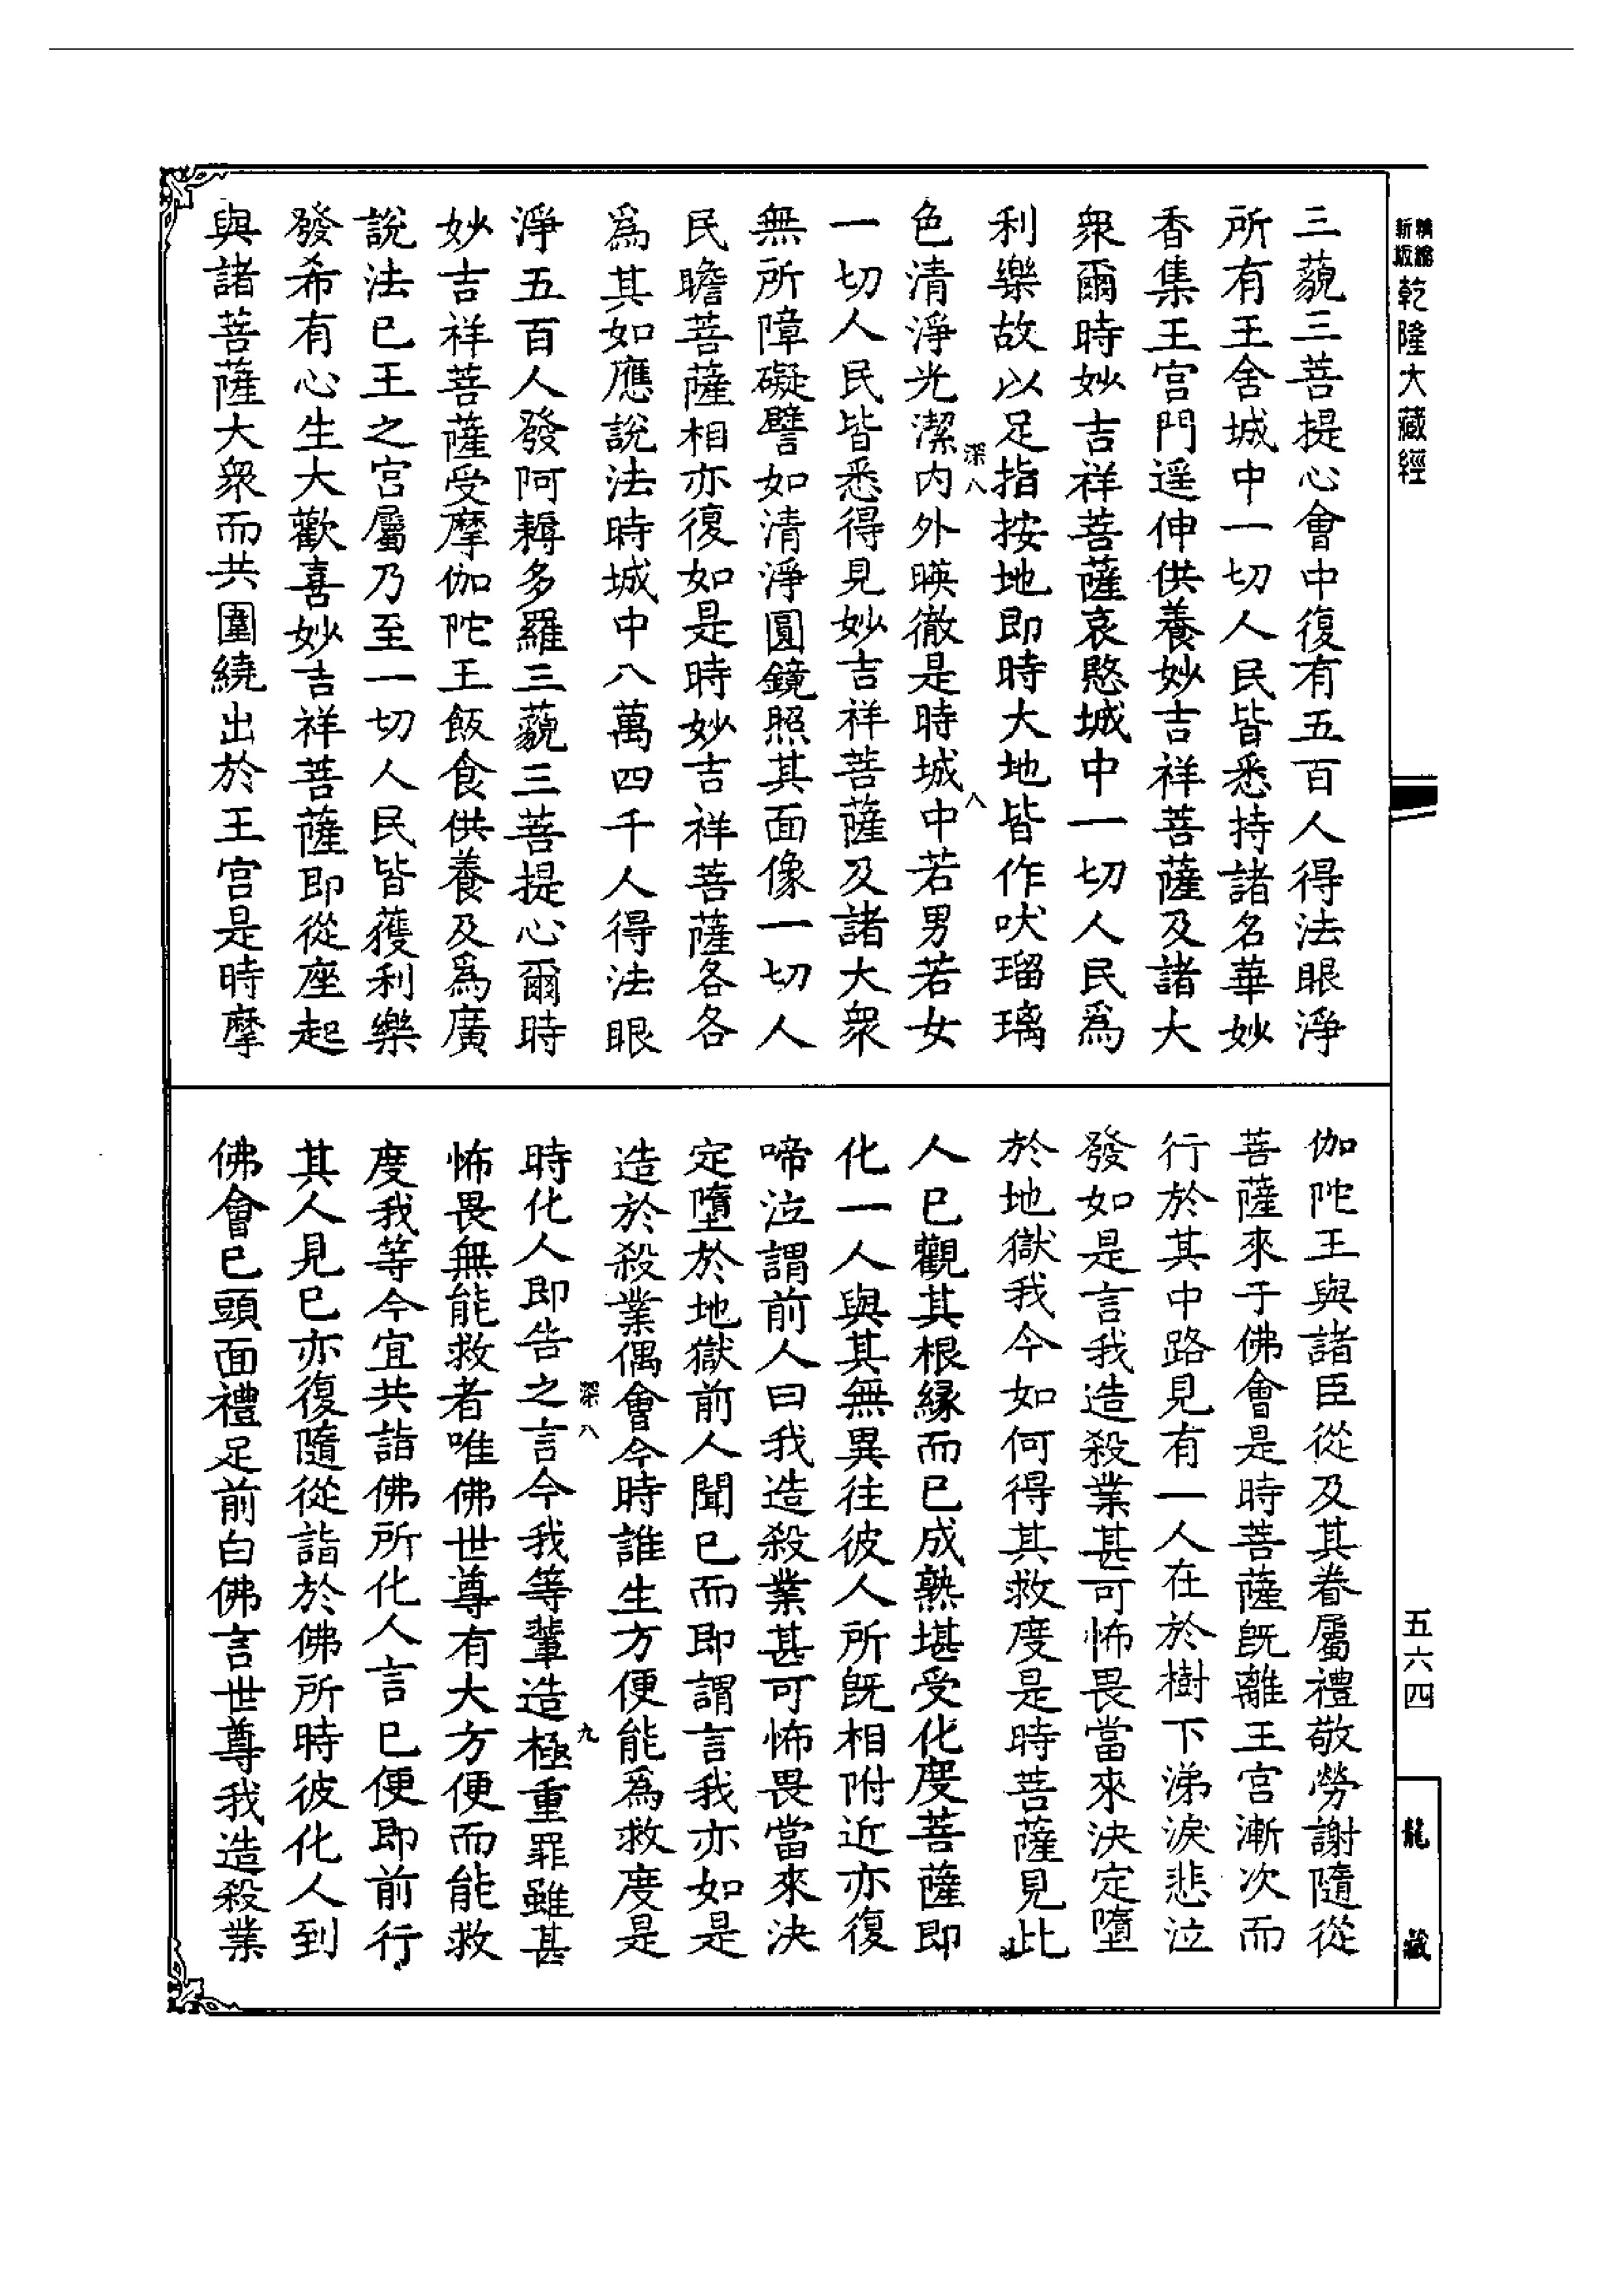 精縮新版乾隆大藏經
三藐三菩提心會中復有五百人得法眼淨
所有王舍城中一切人民皆悉持諸名華妙
香集王宮門遥伸供養妙吉祥菩薩及諸大
衆爾時妙吉祥菩薩哀愍城中一切人民爲
利樂故以足指按地即時大地皆作吠瑠璃
深八
八
色清淨光潔内外暎徹是時城中若男若女
一切人民皆悉得見妙吉祥菩薩及諸大衆
無所障礙譬如清淨圓鏡照其面像一切人
民瞻菩薩相亦復如是時妙吉祥菩薩各各
爲其如應說法時城中八萬四千人得法眼
淨五百人發阿耨多羅三藐三菩提心爾時
妙吉祥菩薩受摩伽陀王飯食供養及爲廣
說法已王之宫屬乃至一切人民皆獲利樂
發希有心生大歡喜妙吉祥菩薩即從座起
與諸菩薩大衆而共圍繞出於王宮是時摩
伽陀王與諸臣從及其眷屬禮敬勞謝隨從
菩薩來于佛會是時菩薩旣離王宮漸次而
行於其中路見有一人在於樹下涕淚悲泣
發如是言我造殺業甚可怖畏當來決定墮
於地獄我今如何得其救度是時菩薩見此
人已觀其根縁而已成熟堪受化度菩薩即
化一人與其無異往彼人所旣相附近亦復
啼泣謂前人曰我造殺業甚可怖畏當來決
定墮於地獄前人聞已而即謂言我亦如是
造於殺業偶會今時誰生方便能爲救度是
深八
九
時化人即告之言今我等輩造極重罪雖甚
怖畏無能救者唯佛世尊有大方便而能救
度我等今宜共詣佛所化人言已便即前行
其人見已亦復隨從詣於佛所時彼化人到
佛會已頭面禮足前白佛言世尊我造殺業
五六四
龍藏